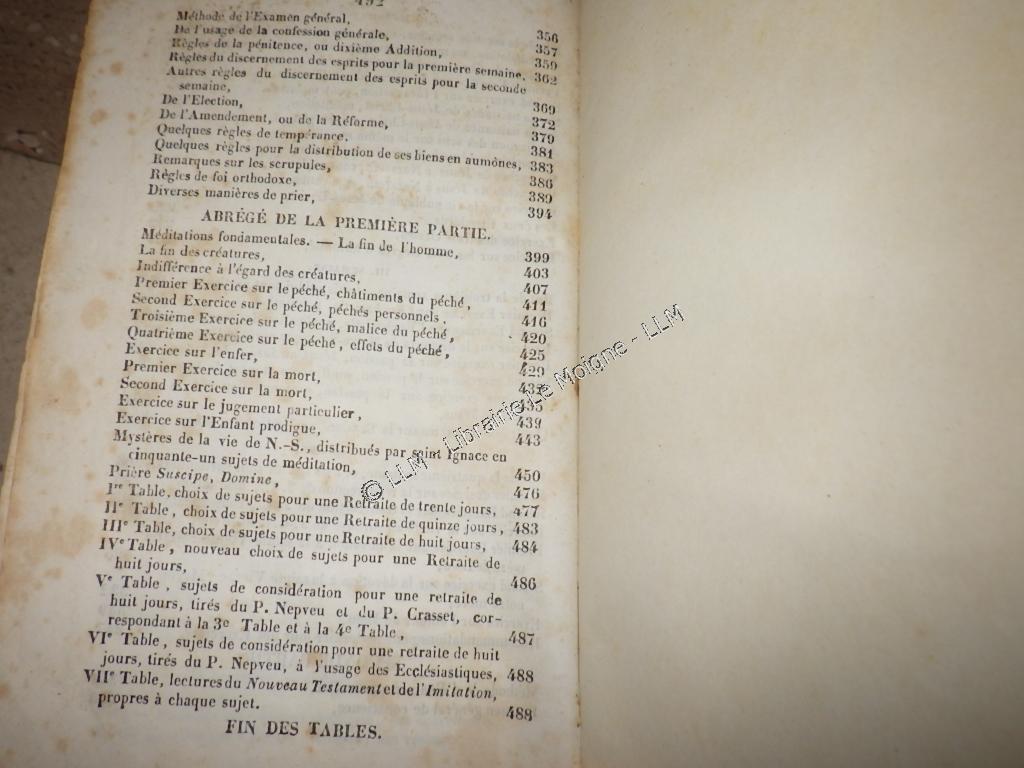 492
Méthode de l'Examen général, 356
De l'usage de la confession générale, 357
Règles de la pénitence, ou dixième Addition, 359
Règles du discernement des esprits pour la première semaine, 362
Autres règles du discernement des esprits pour la seconde
semaine, 369
De l'Election, 372
De l'Amendement, ou de la Réforme, 379
Quelques règles de tempérance, 381
Quelques règles pour la distribution de ses biens en aumônes, 383
Remarques sur les scrupules, 386
Règles de foi orthodoxe, 389
Diverses manières de prier, 394
ABRÉGÉ DE LA PREMIÈRE PARTIE.
Méditations fondamentales. — La fin de l'homme, 399
La fin des créatures, 403
Indifférence à l'égard des créatures, 407
Premier Exercice sur le péché, châtiments du péché, 411
Second Exercice sur le péché, péchés personnels, 416
Troisième Exercice sur le péché, malice du péché, 420
Quatrième Exercice sur le péché, effets du péché, 425
Exercice sur l'enfer, 429
Premier Exercice sur la mort,
Second Exercice sur la mort, 435
Exercice sur le jugement particulier, 439
Exercice sur l'Enfant prodigue, 443
Mystères de la vie de N.-S., distribués par saint Ignace en
cinquante-un sujets de méditation, 450
Prière Suscipe, Domine, 476
Ire Table, choix de sujets pour une Retraite de trente jours, 477
IIe Table, choix de sujets pour une Retraite de quinze jours, 483
IIIe Table, choix de sujets pour une Retraite de huit jours, 484
IVe Table, nouveau choix de sujets pour une Retraite de
huit jours, 486
Ve Table, sujets de considération pour une retraite de
huit jours, tirés du P. Nepveu et du P. Crasset, cor-
respondant à la 3e Table et à la 4e Table, 487
VIe Table, sujets de considération pour une retraite de huit
jours, tirés du P. Nepveu, à l'usage des Ecclésiastiques, 488
VIIe Table, lectures du Nouveau Testament et de l'Imitation,
propres à chaque sujet. 488
FIN DES TABLES.
© LLM - Librairie Le Moigne - LLM